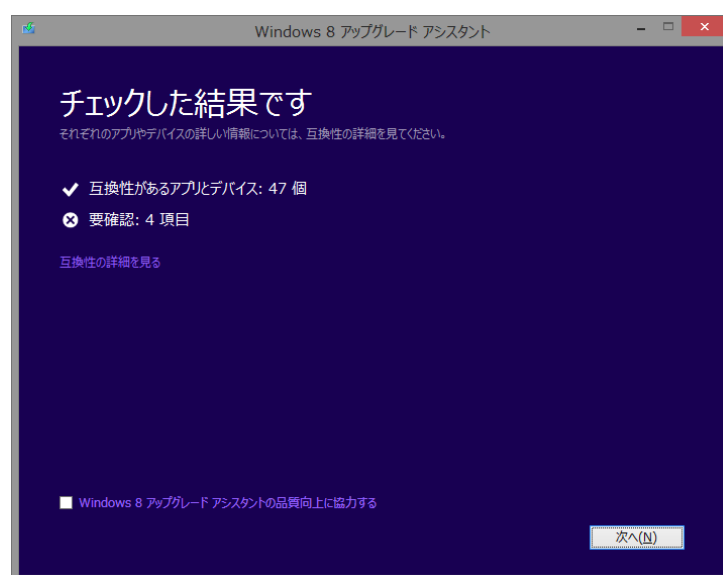 Windows 8 アップグレード アシスタント
チェックした結果です
それぞれのアプリやデバイスの詳しい情報については、互換性の詳細を見てください。
互換性があるアプリとデバイス: 47 個
要確認: 4 項目
互換性の詳細を見る
Windows 8 アップグレード アシスタントの品質向上に協力する
次へ(N)